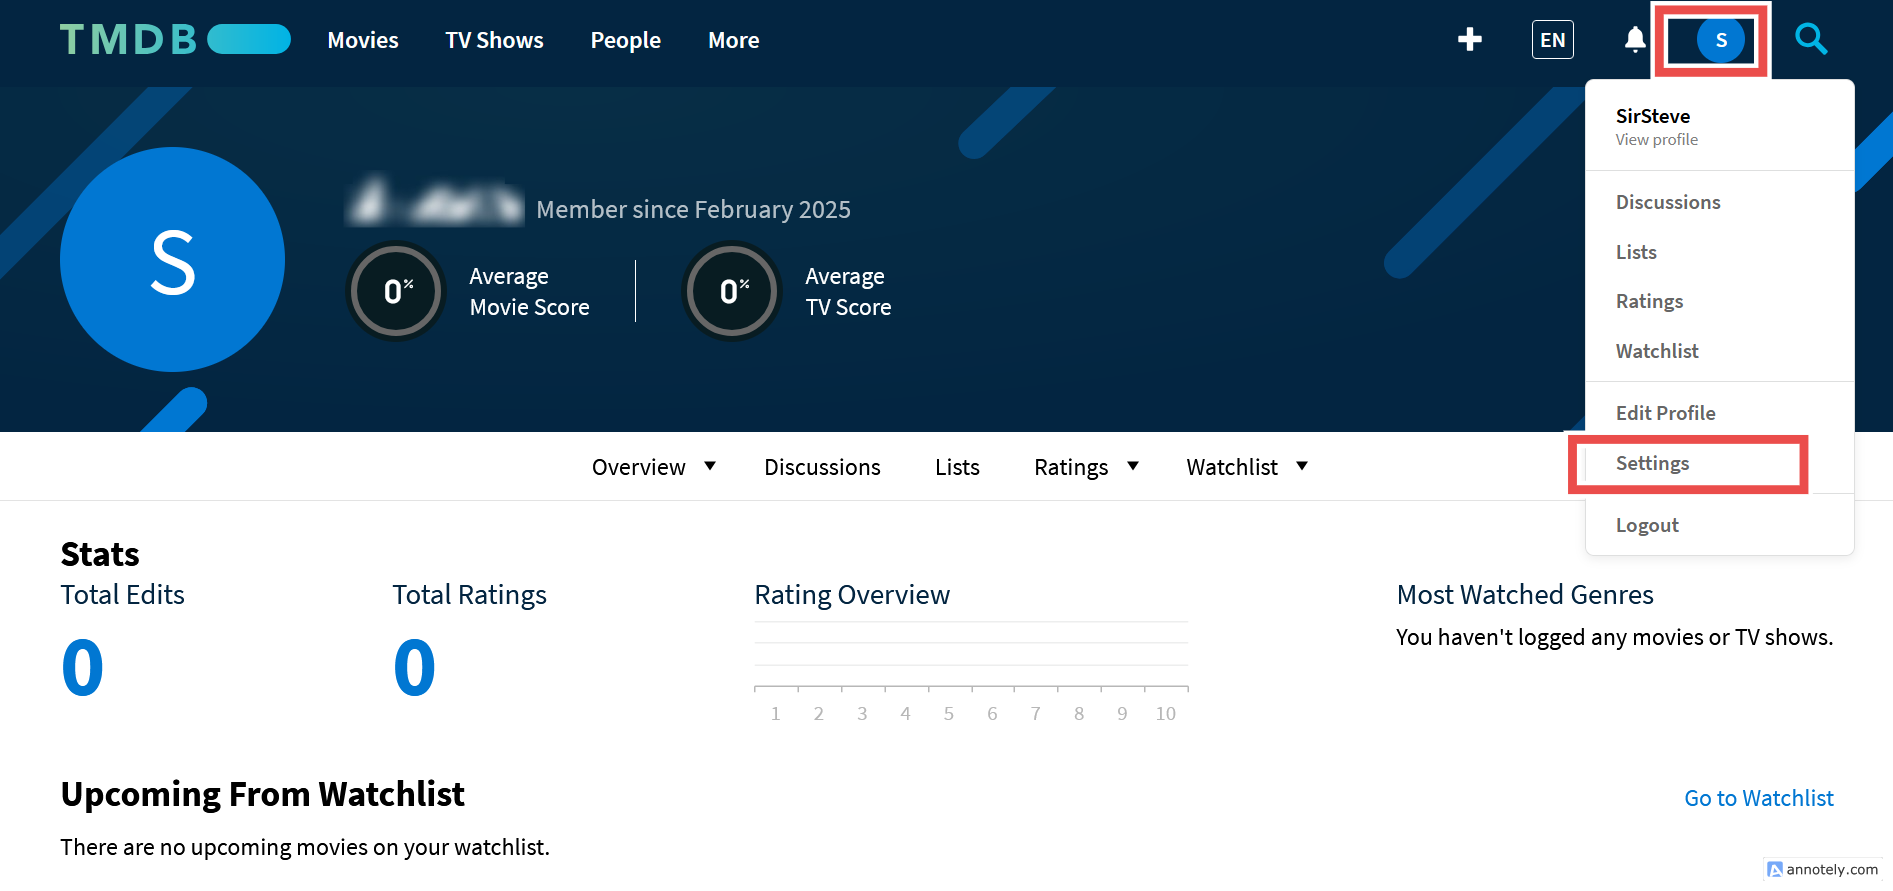 TMDB Movies TV Shows People More + EN S
SirSteve
View profile
Discussions
Lists
Ratings
Watchlist
Edit Profile
Settings
Logout
S
Member since February 2025
0% Average Movie Score
0% Average TV Score
Overview Discussions Lists Ratings Watchlist
Stats
Total Edits
0
Total Ratings
0
Rating Overview
1 2 3 4 5 6 7 8 9 10
Most Watched Genres
You haven't logged any movies or TV shows.
Upcoming From Watchlist
Go to Watchlist
There are no upcoming movies on your watchlist.
annotely.com